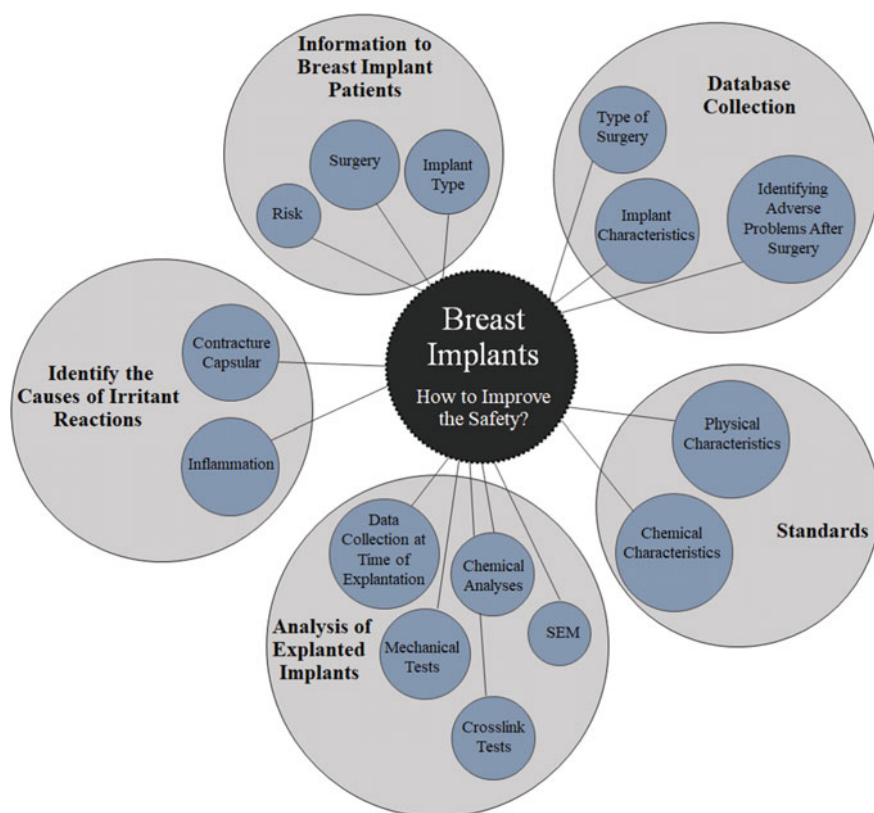 Information to
Breast Implant
Patients
Surgery
Implant
Type
Risk
Database
Collection
Type of
Surgery
Implant
Characteristics
Identifying
Adverse
Problems After
Surgery
Breast
Implants
How to Improve
the Safety?
Contracture
Capsular
Identify the
Causes of Irritant
Reactions
Inflammation
Physical
Characteristics
Chemical
Characteristics
Standards
Data
Collection at
Time of
Explantation
Chemical
Analyses
SEM
Analysis of
Explanted
Implants
Mechanical
Tests
Crosslink
Tests